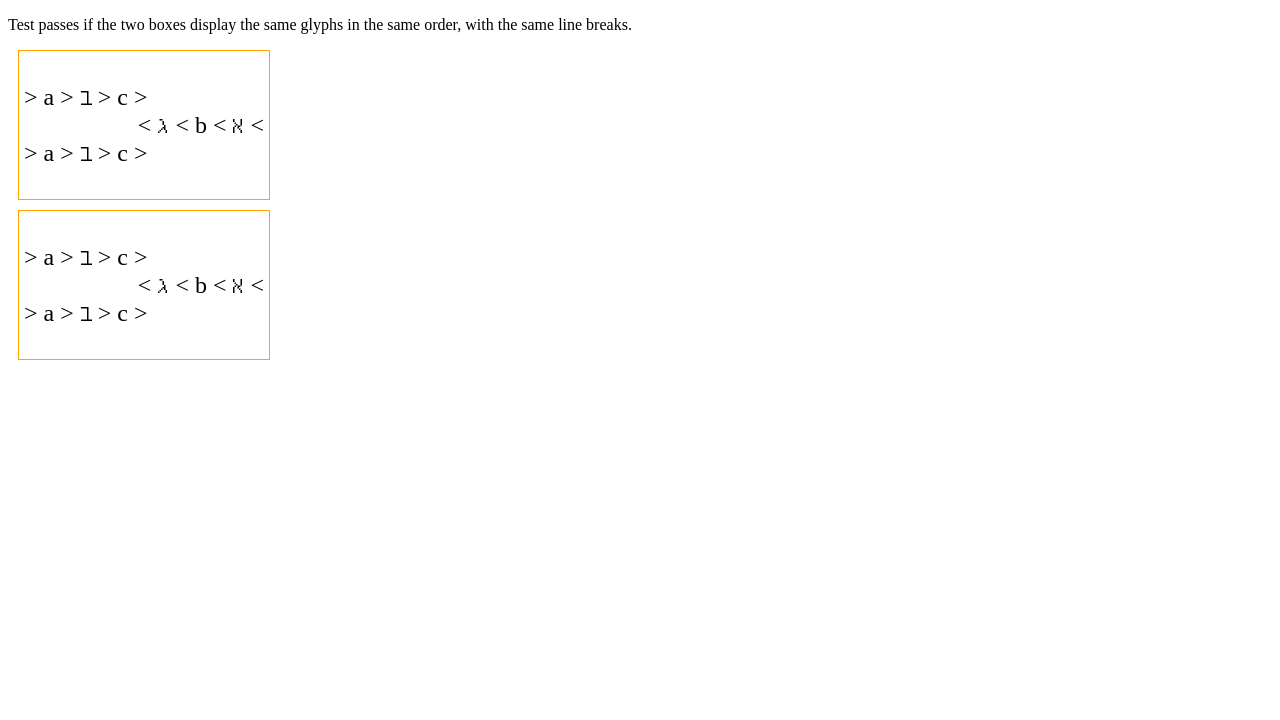 Test passes if the two boxes display the same glyphs in the same order, with the same line breaks.
> a > ב > c >
< ג < b < א <
> a > ב > c >
> a > ב > c >
< ג < b < א <
> a > ב > c >